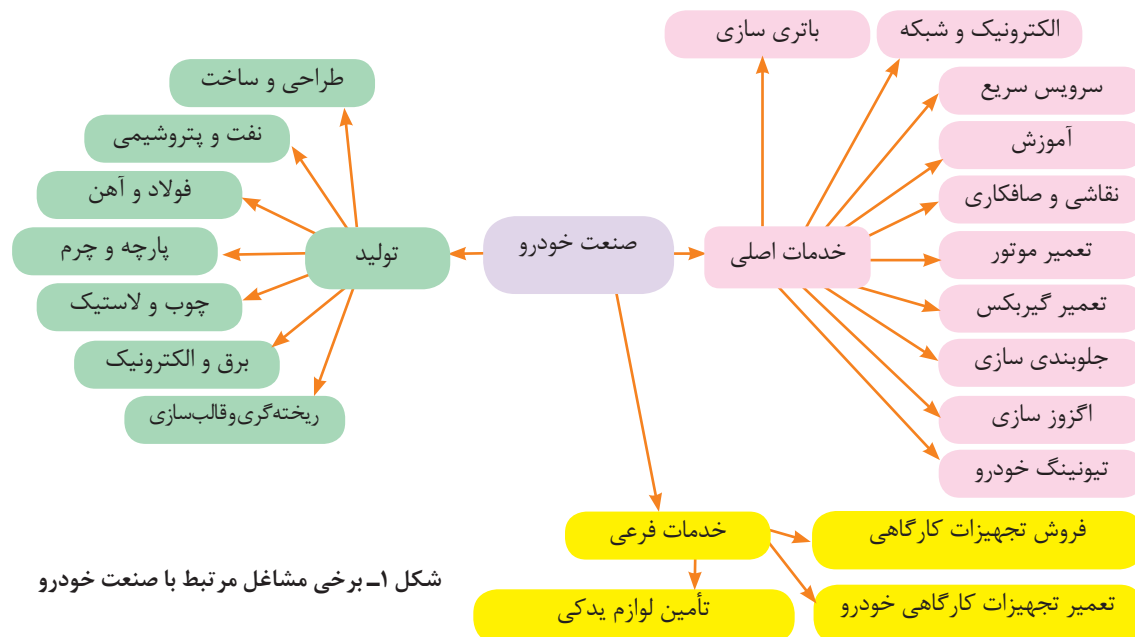 الکترونیک و شبکه
باتری سازی
سرویس سریع
آموزش
نقاشی و صافکاری
تعمیر موتور
تعمیر گیربکس
جلوبندی سازی
اگزوز سازی
تیونینگ خودرو
خدمات اصلی
صنعت خودرو
تولید
طراحی و ساخت
نفت و پتروشیمی
فولاد و آهن
پارچه و چرم
چوب و لاستیک
برق و الکترونیک
ریخته‌گری‌وقالب‌سازی
خدمات فرعی
فروش تجهیزات کارگاهی
تعمیر تجهیزات کارگاهی خودرو
تأمین لوازم یدکی
شکل ۱ـ برخی مشاغل مرتبط با صنعت خودرو